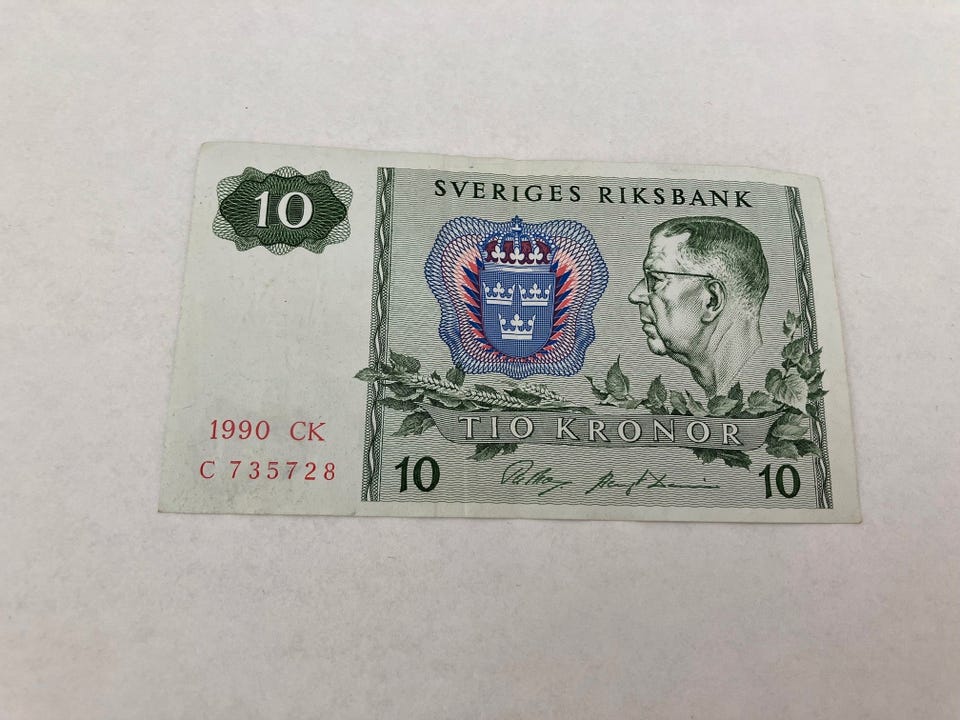 10
SVERIGES RIKSBANK
TIO KRONOR
1990 CK
C 735728
10
10